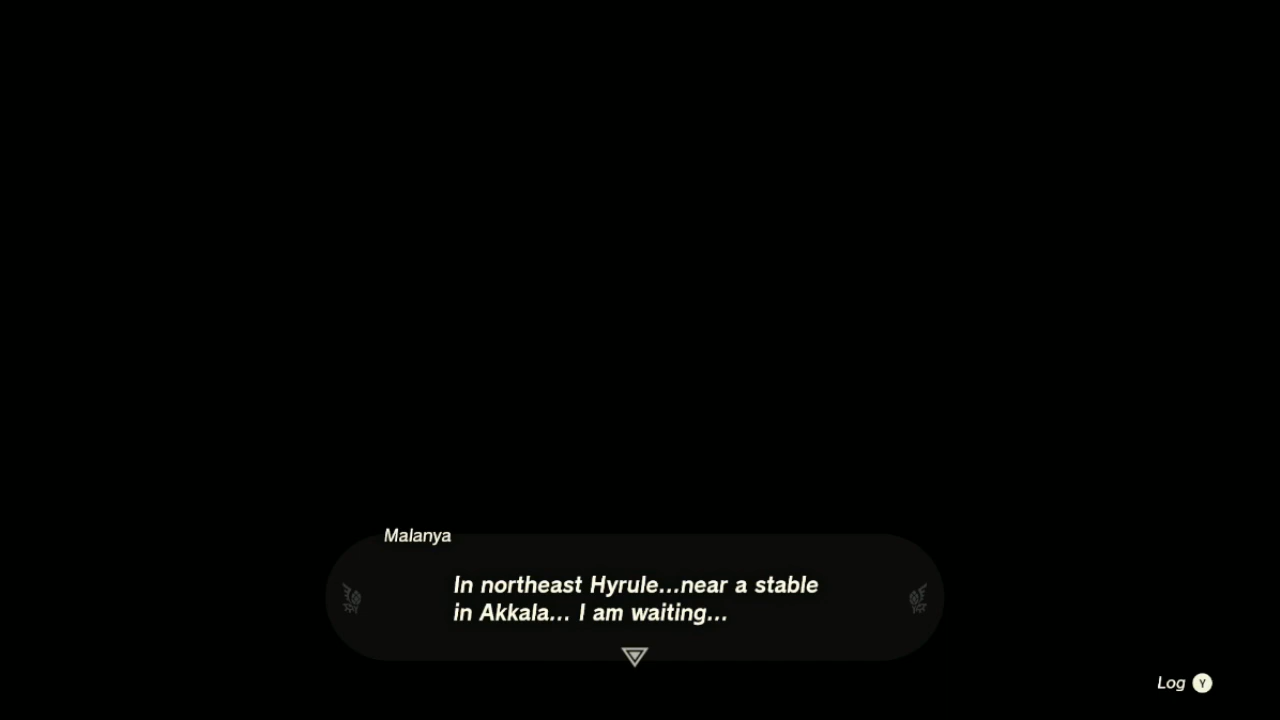 Malanya
In northeast Hyrule...near a stable
in Akkala... I am waiting...
Log Y